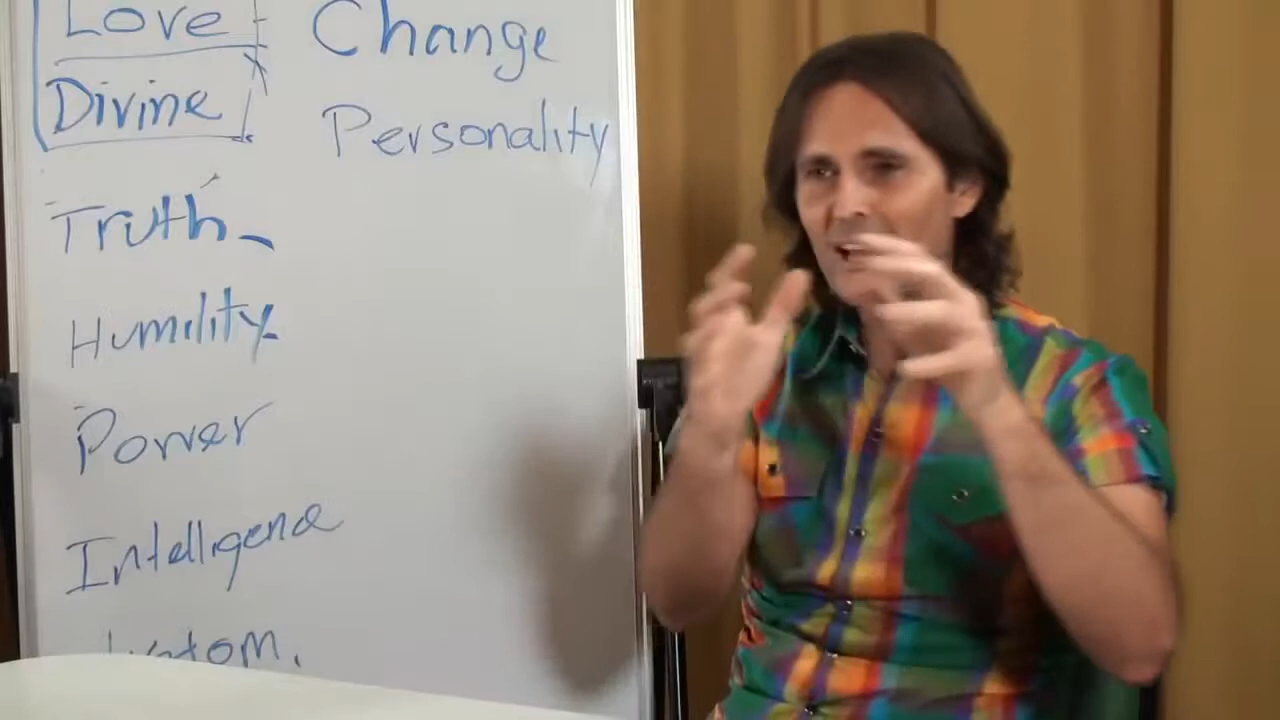 Love
Divine
Truth
Humility
Power
Intelligence
Change
Personality